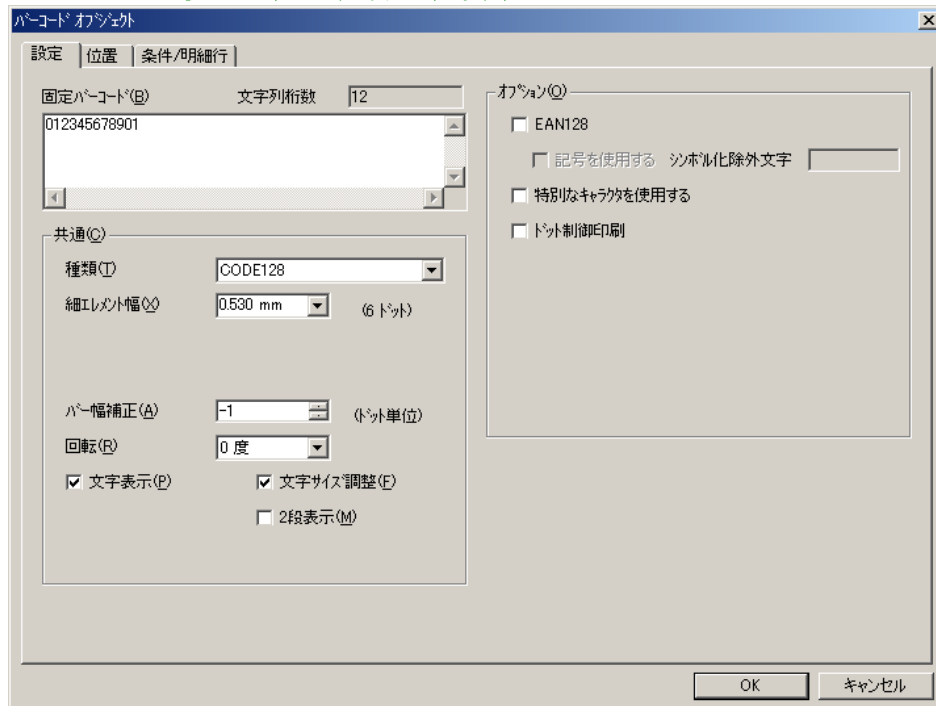 バーコード オブジェクト
設定 位置 条件/明細行
固定バーコード(B) 文字列桁数 12
012345678901
共通(C)
種類(T) CODE128
細エレメント幅(X) 0.530 mm (6 ドット)
バー幅補正(A) -1 (ドット単位)
回転(R) 0 度
文字表示(P) 文字サイズ調整(F)
2段表示(M)
オプション(O)
EAN128
記号を使用する シンボル化除外文字
特別なキャラクタを使用する
ドット制御印刷
OK キャンセル